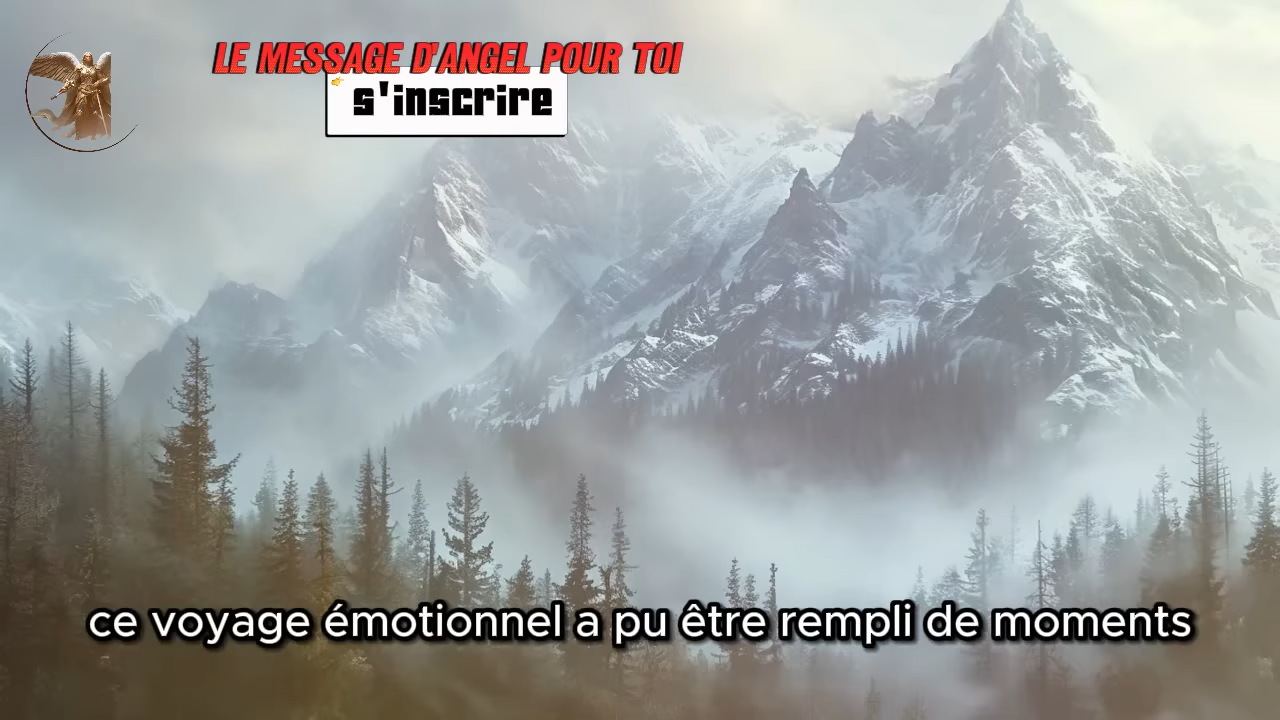 LE MESSAGE D'ANGEL POUR TOI
s'inscrire
ce voyage émotionnel a pu être rempli de moments